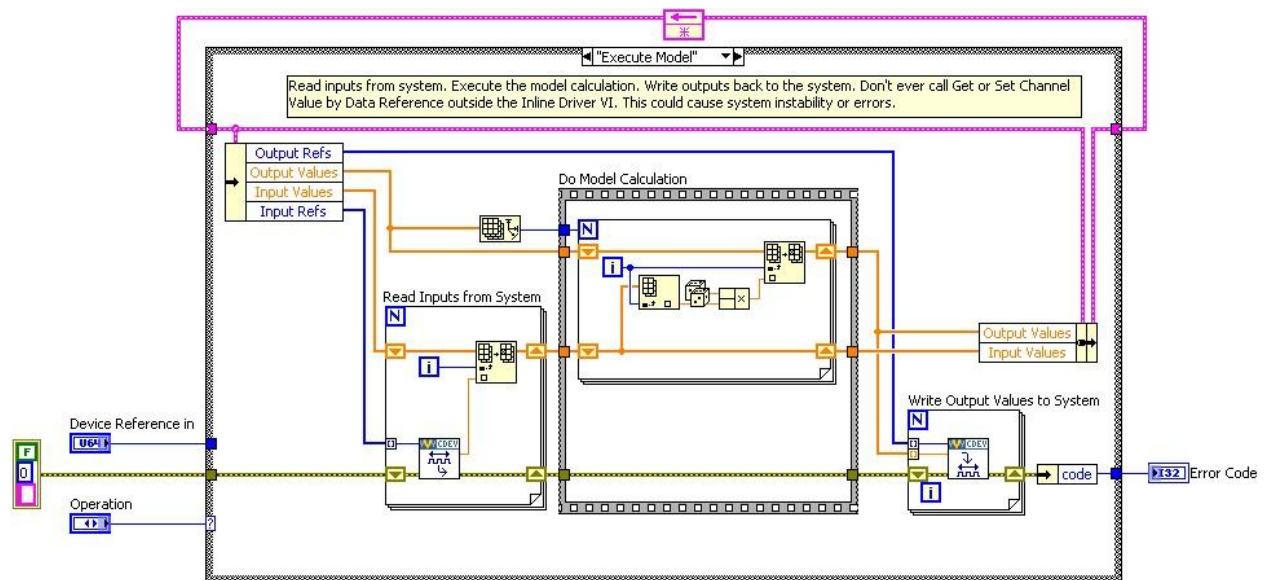 "Execute Model"
Read inputs from system. Execute the model calculation. Write outputs back to the system. Don't ever call Get or Set Channel
Value by Data Reference outside the Inline Driver VI. This could cause system instability or errors.
Output Refs
Output Values
Input Values
Input Refs
Do Model Calculation
N
i
Read Inputs from System
N
i
CDEV
Output Values
Input Values
Write Output Values to System
N
CDEV
i
code
I32
Error Code
Device Reference in
U64
F
0
Operation
?